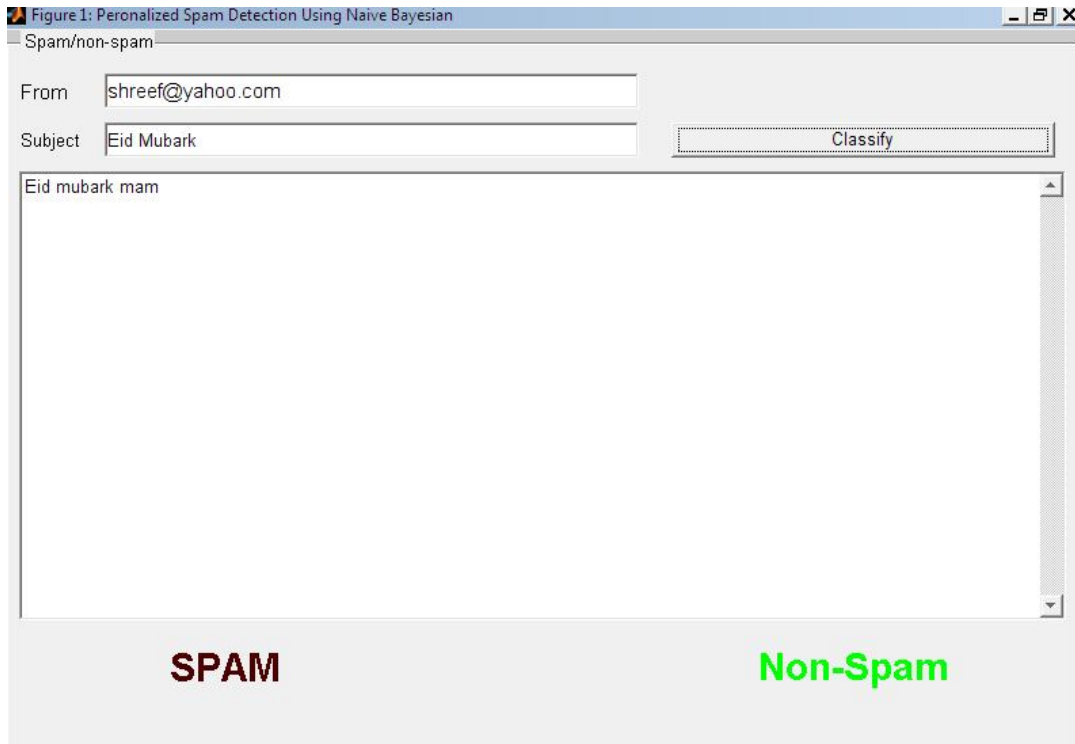 Figure 1: Peronalized Spam Detection Using Naive Bayesian
Spam/non-spam
From shreef@yahoo.com
Subject Eid Mubark Classify
Eid mubark mam
SPAM Non-Spam